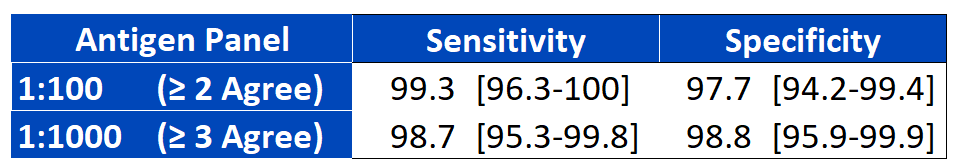 Antigen Panel Sensitivity Specificity
1:100 (≥ 2 Agree) 99.3 [96.3-100] 97.7 [94.2-99.4]
1:1000 (≥ 3 Agree) 98.7 [95.3-99.8] 98.8 [95.9-99.9]